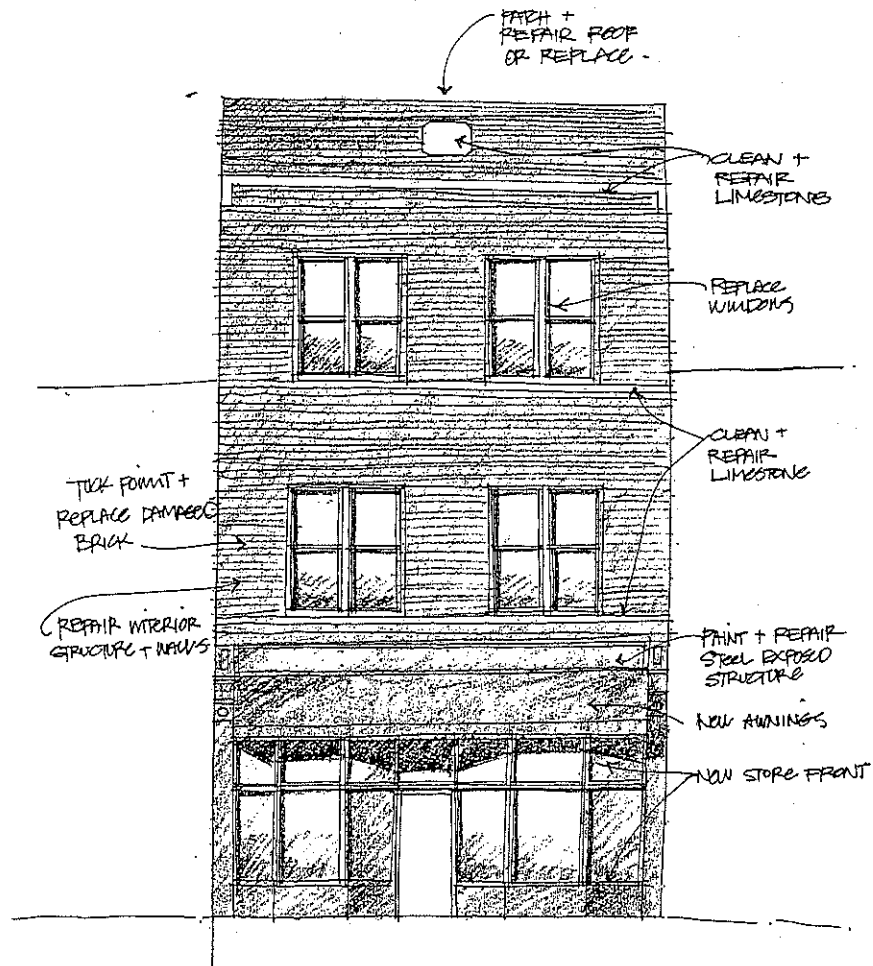 PATCH +
REPAIR ROOF
OR REPLACE.
CLEAN +
REPAIR
LIMESTONE
REPLACE
WINDOWS
CLEAN +
REPAIR
LIMESTONE
TUCK POINT +
REPLACE DAMAGED
BRICK
REPAIR INTERIOR
STRUCTURE + WALLS
PAINT + REPAIR
STEEL EXPOSED
STRUCTURE
NEW AWNINGS
NEW STORE FRONT